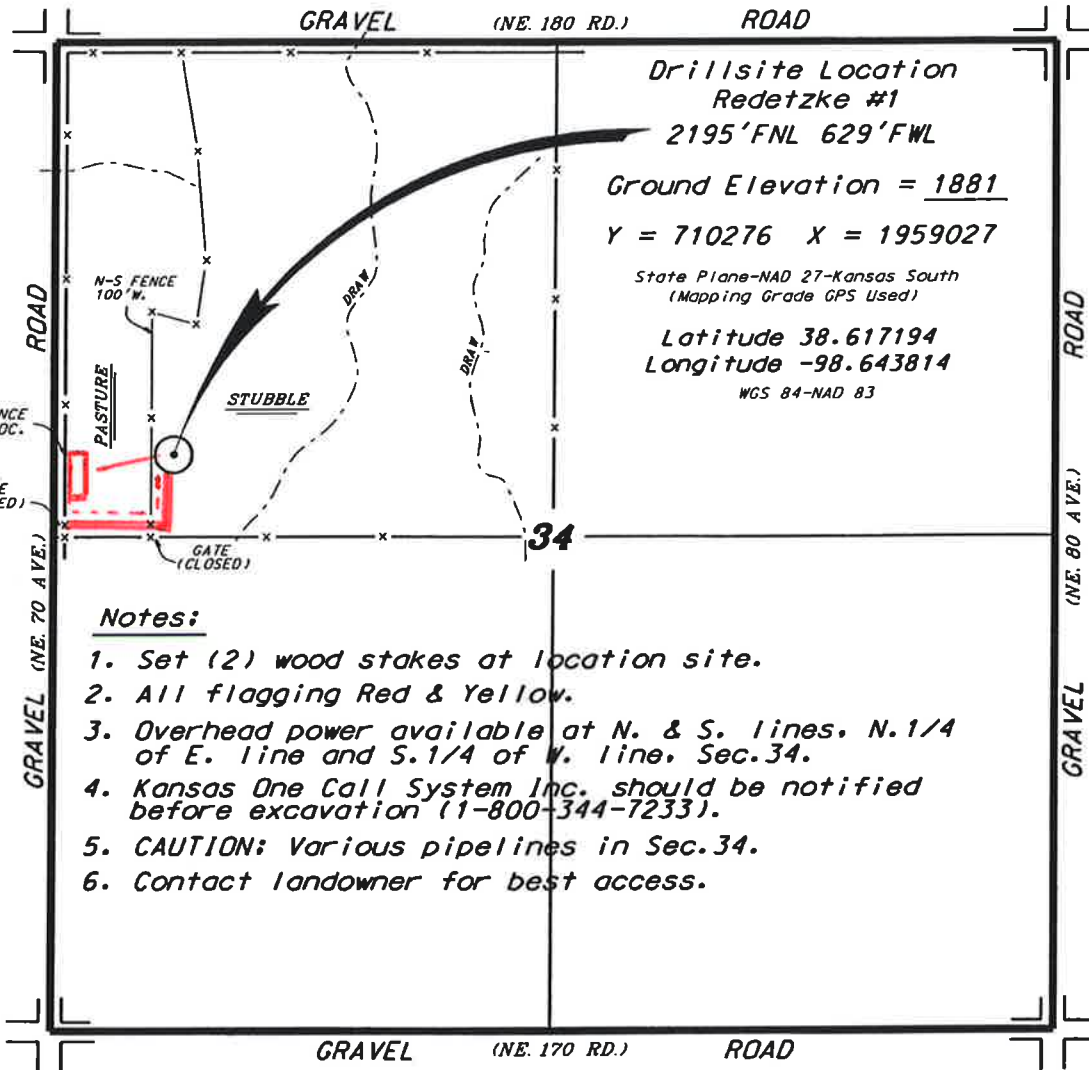 GRAVEL (NE. 180 RD.) ROAD
Drillsite Location
Redetzke #1
2195'FNL 629'FWL
Ground Elevation = 1881
Y = 710276 X = 1959027
State Plane-NAD 27-Kansas South
(Mapping Grade GPS Used)
Latitude 38.617194
Longitude -98.643814
WGS 84-NAD 83
N-S FENCE
100'W.
DRAW
DRAW
PASTURE
STUBBLE
GATE
(CLOSED)
34
GRAVEL (NE. 70 AVE.) ROAD
GRAVEL (NE. 80 AVE.) ROAD
Notes:
1. Set (2) wood stakes at location site.
2. All flagging Red & Yellow.
3. Overhead power available at N. & S. lines, N.1/4
of E. line and S.1/4 of W. line, Sec.34.
4. Kansas One Call System Inc. should be notified
before excavation (1-800-344-7233).
5. CAUTION: Various pipelines in Sec.34.
6. Contact landowner for best access.
GRAVEL (NE. 170 RD.) ROAD